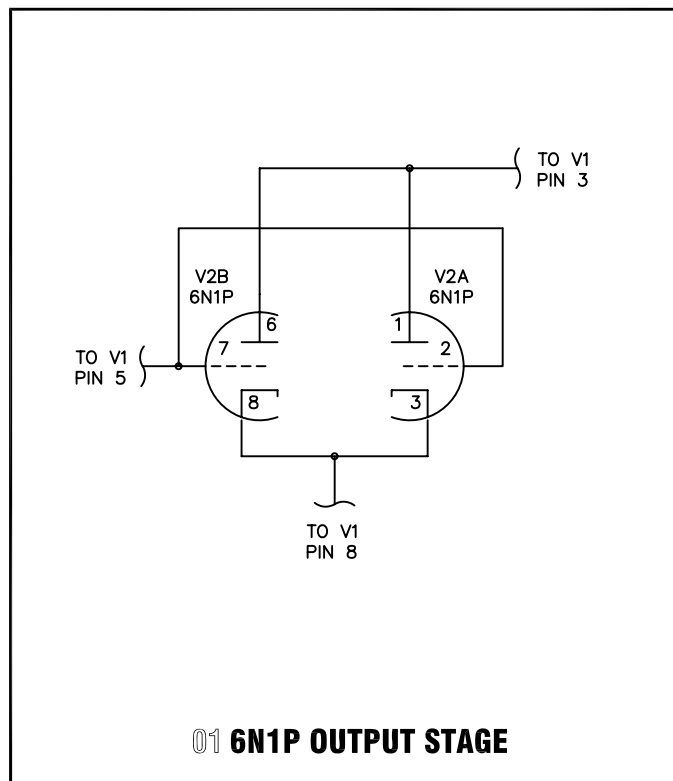 TO V1
PIN 3
V2B
6N1P
V2A
6N1P
6
1
7
2
TO V1
PIN 5
8
3
TO V1
PIN 8
01 6N1P OUTPUT STAGE